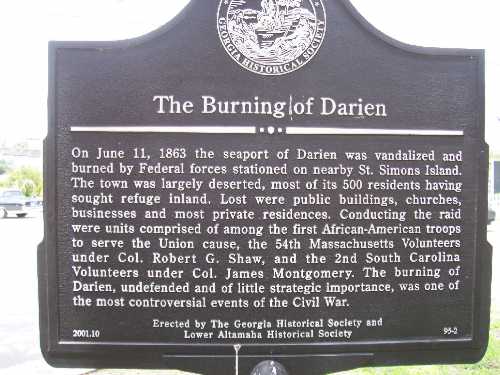 GEORGIA HISTORICAL SOCIETY
The Burning of Darien
On June 11, 1863 the seaport of Darien was vandalized and
burned by Federal forces stationed on nearby St. Simons Island.
The town was largely deserted, most of its 500 residents having
sought refuge inland. Lost were public buildings, churches,
businesses and most private residences. Conducting the raid
were units comprised of among the first African-American troops
to serve the Union cause, the 54th Massachusetts Volunteers
under Col. Robert G. Shaw, and the 2nd South Carolina
Volunteers under Col. James Montgomery. The burning of
Darien, undefended and of little strategic importance, was one of
the most controversial events of the Civil War.
Erected by The Georgia Historical Society and
Lower Altamaha Historical Society
2001.10
95-2